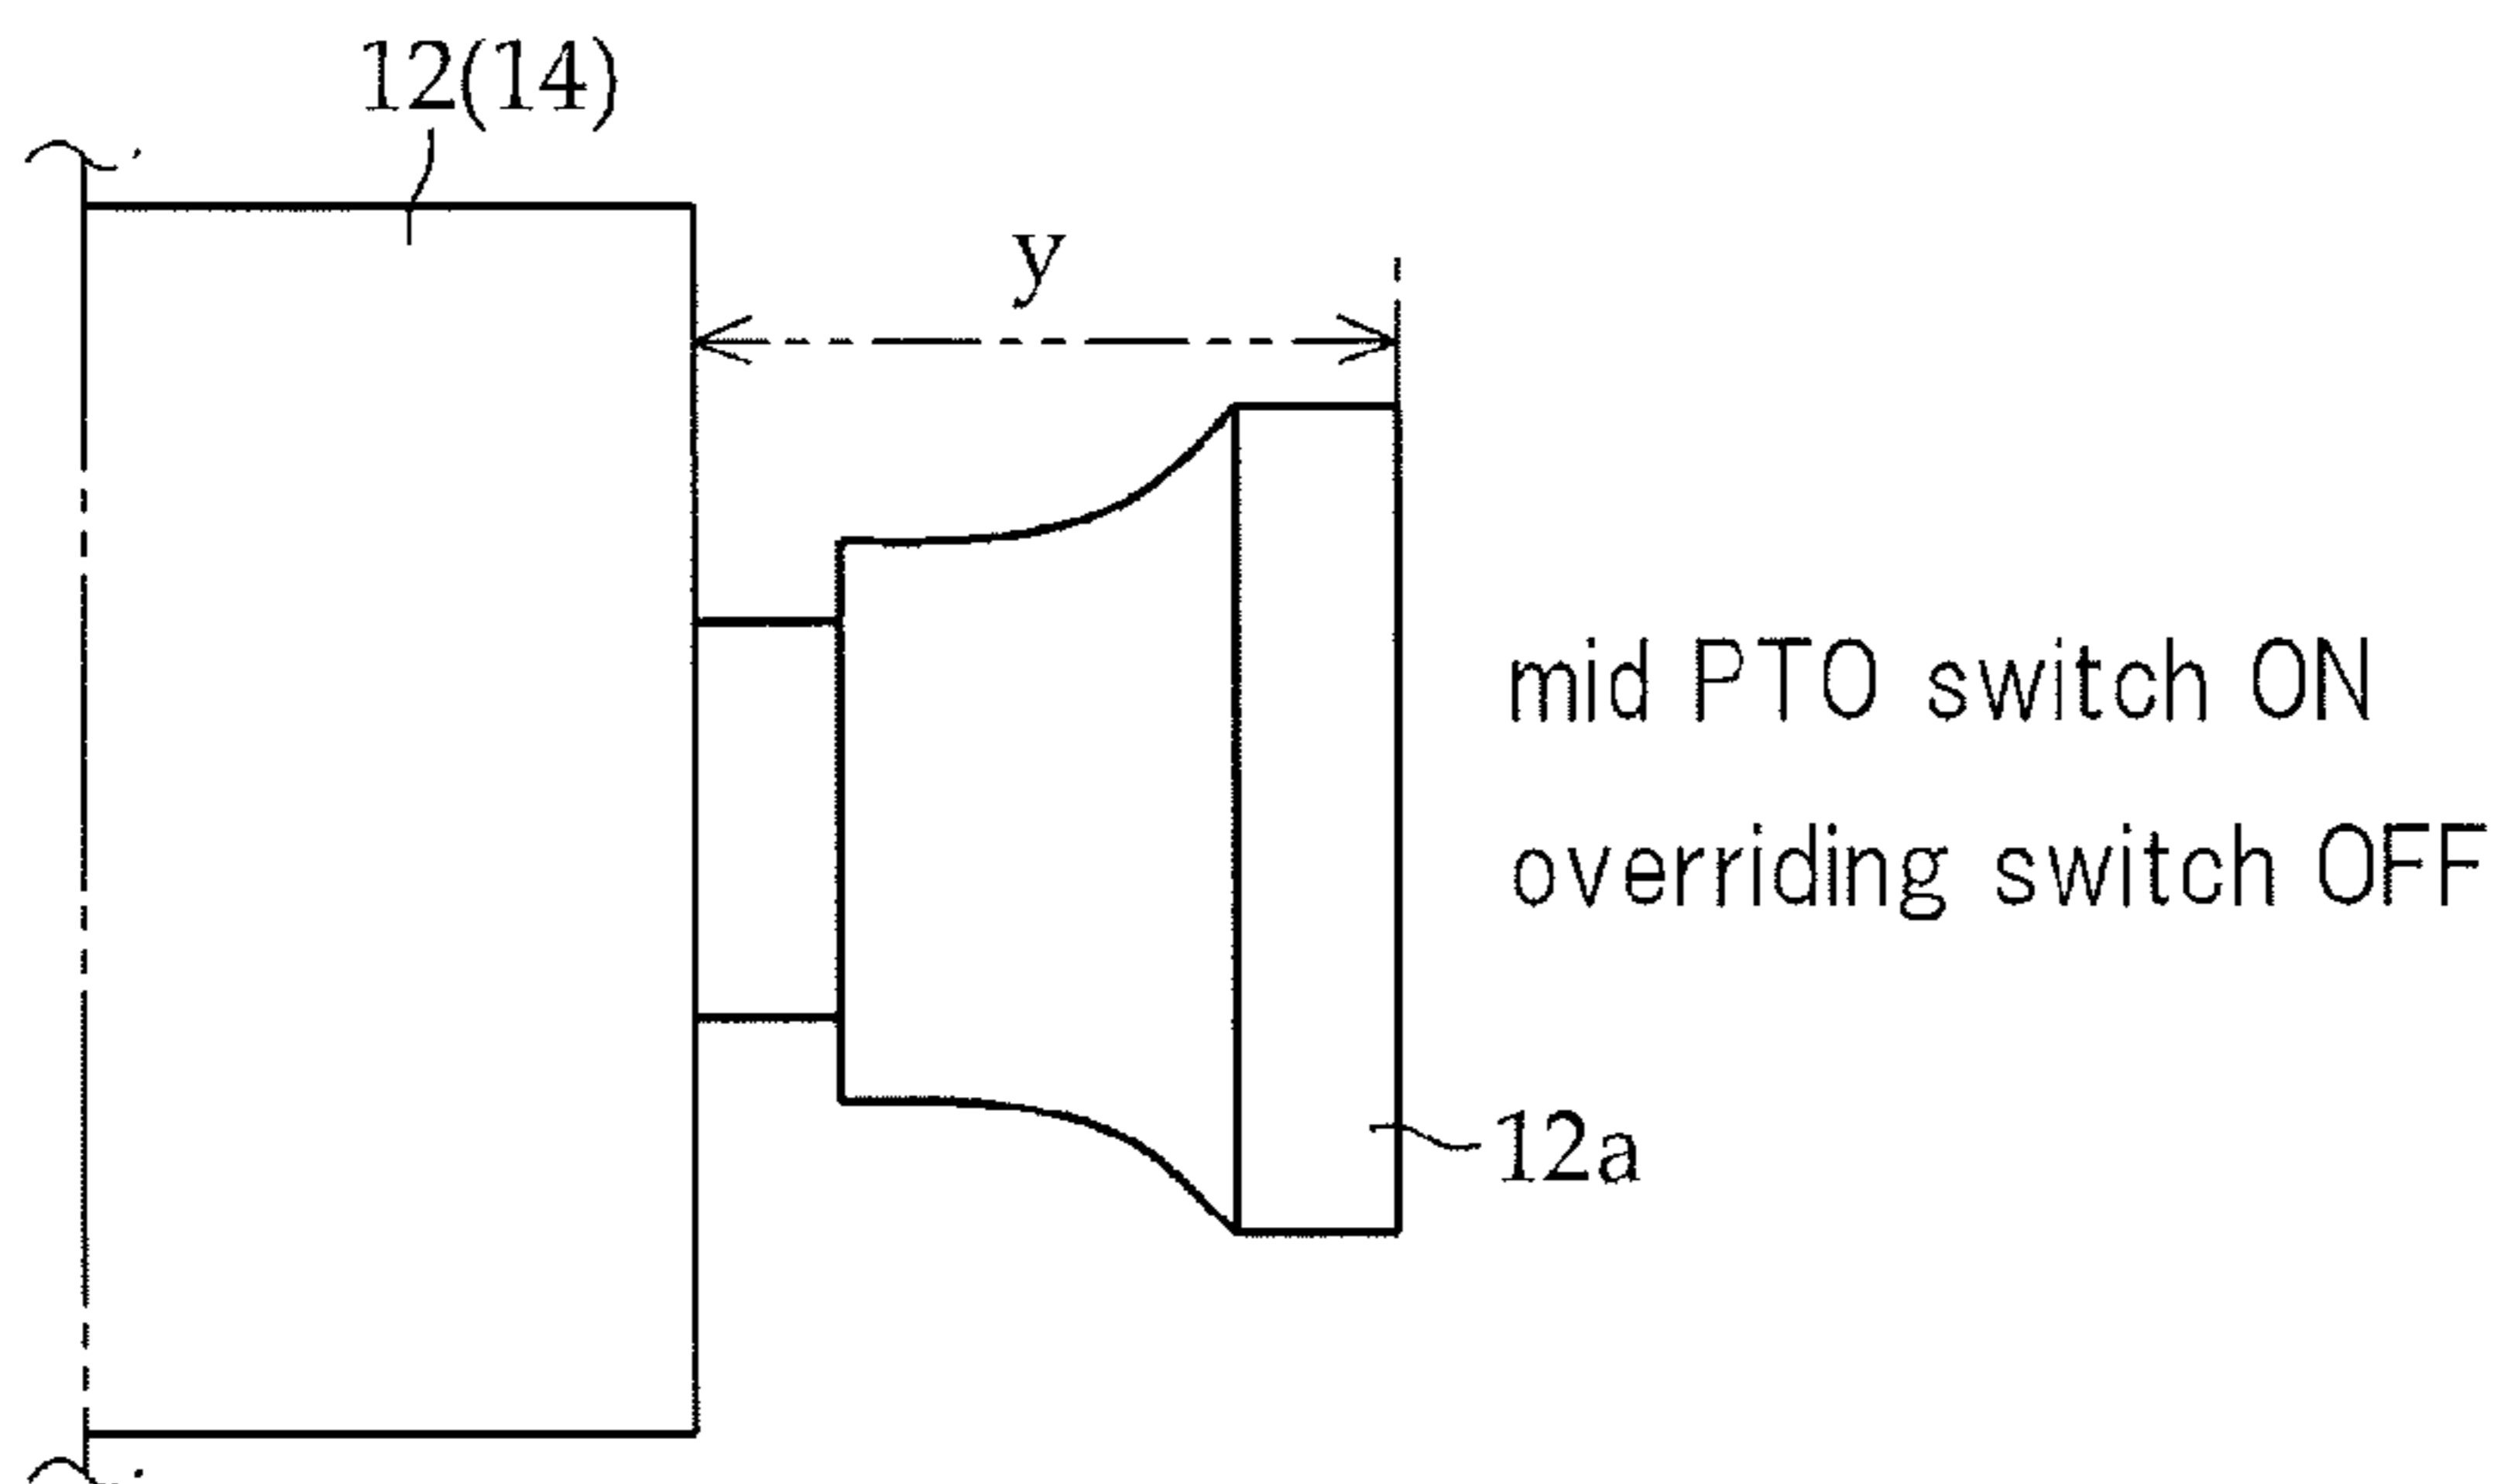 12(14)
y
mid PTO switch ON
overriding switch OFF
12a